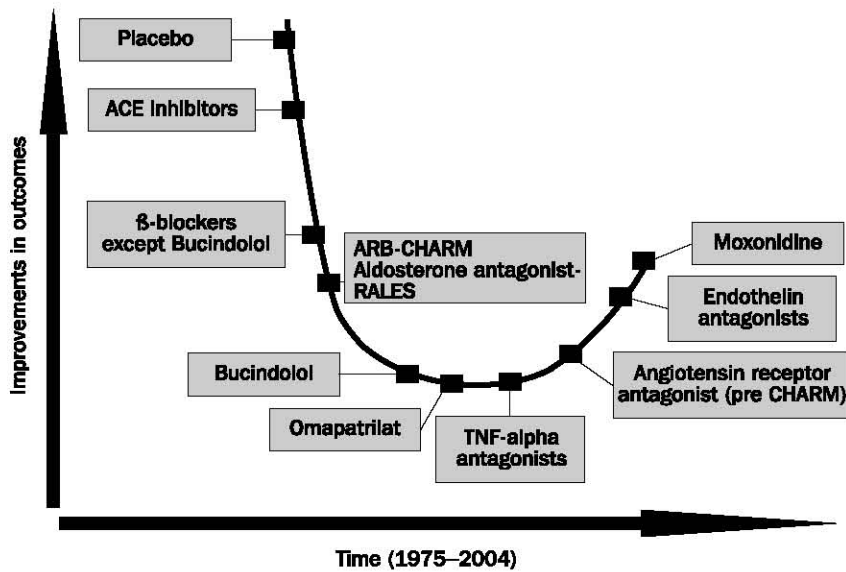 Placebo
ACE inhibitors
ß-blockers
except Bucindolol
ARB-CHARM
Aldosterone antagonist-
RALES
Moxonidine
Endothelin
antagonists
Bucindolol
Angiotensin receptor
antagonist (pre CHARM)
Omapatrilat
TNF-alpha
antagonists
Improvements in outcomes
Time (1975–2004)